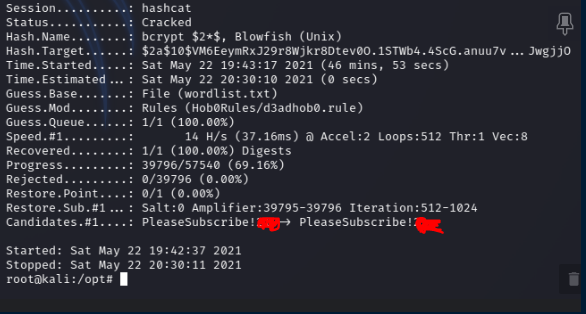 Session..........: hashcat
Status...........: Cracked
Hash.Name........: bcrypt $2*$, Blowfish (Unix)
Hash.Target......: $2a$10$VM6EeymRxJ29r8Wjkr8Dtev0O.1STWb4.4ScG.anuu7v...JwgjjO
Time.Started.....: Sat May 22 19:43:17 2021 (46 mins, 53 secs)
Time.Estimated...: Sat May 22 20:30:10 2021 (0 secs)
Guess.Base.......: File (wordlist.txt)
Guess.Mod........: Rules (Hob0Rules/d3adhob0.rule)
Guess.Queue......: 1/1 (100.00%)
Speed.#1.........:       14 H/s (37.16ms) @ Accel:2 Loops:512 Thr:1 Vec:8
Recovered........: 1/1 (100.00%) Digests
Progress.........: 39796/57540 (69.16%)
Rejected.........: 0/39796 (0.00%)
Restore.Point....: 0/1 (0.00%)
Restore.Sub.#1...: Salt:0 Amplifier:39795-39796 Iteration:512-1024
Candidates.#1....: PleaseSubscribe! -> PleaseSubscribe!
Started: Sat May 22 19:42:37 2021
Stopped: Sat May 22 20:30:11 2021
root@kali:/opt#